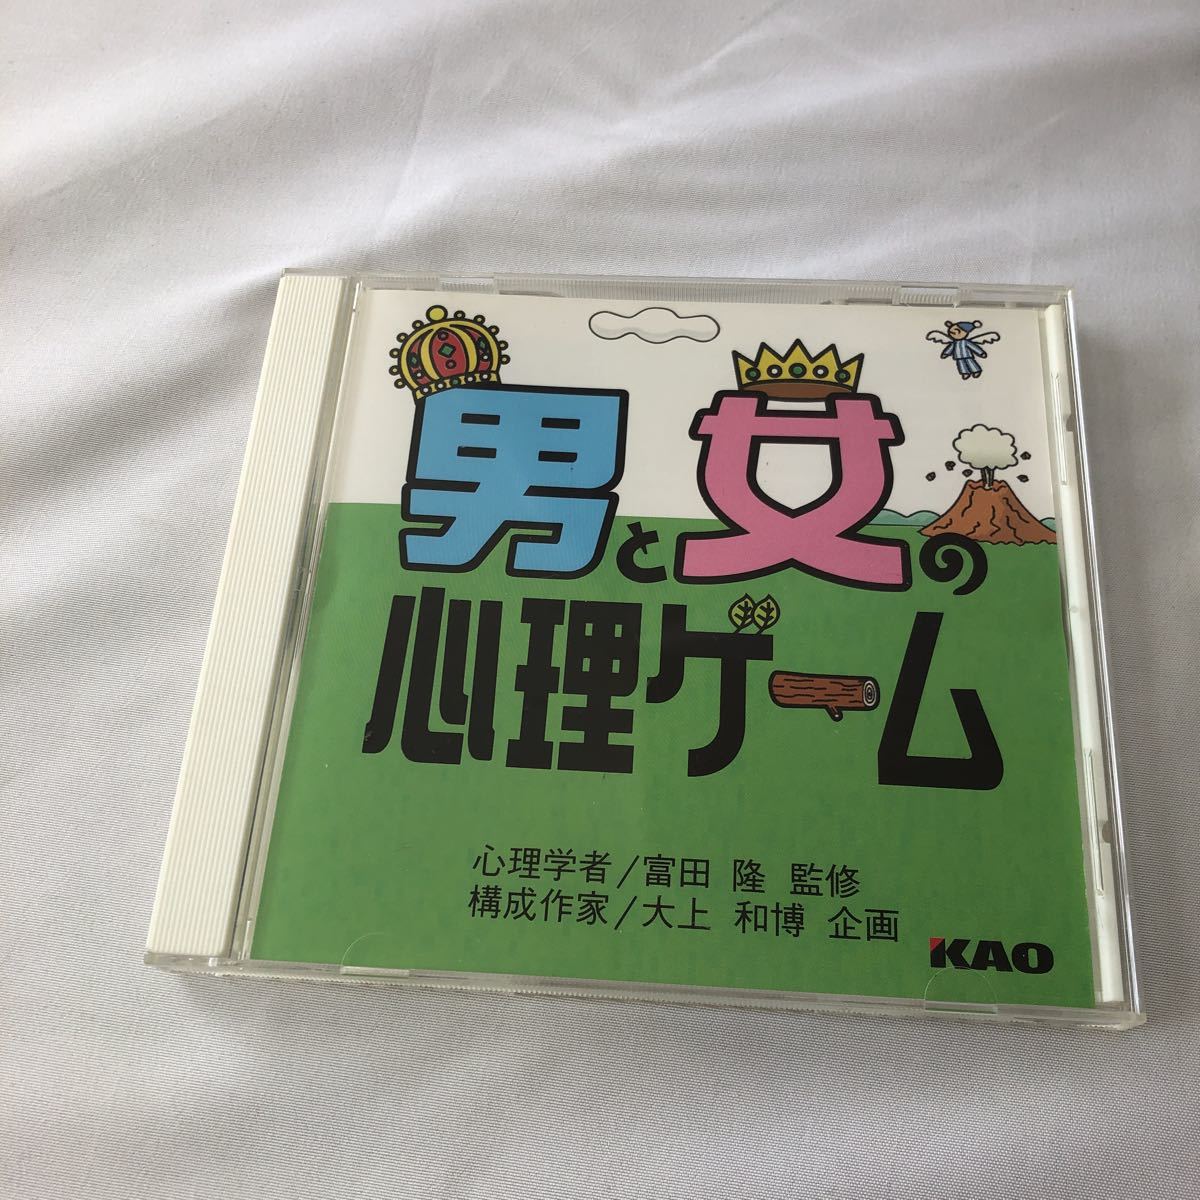 男と女の
心理ゲーム
心理学者/富田 隆 監修
構成作家/大上 和博 企画
KAO